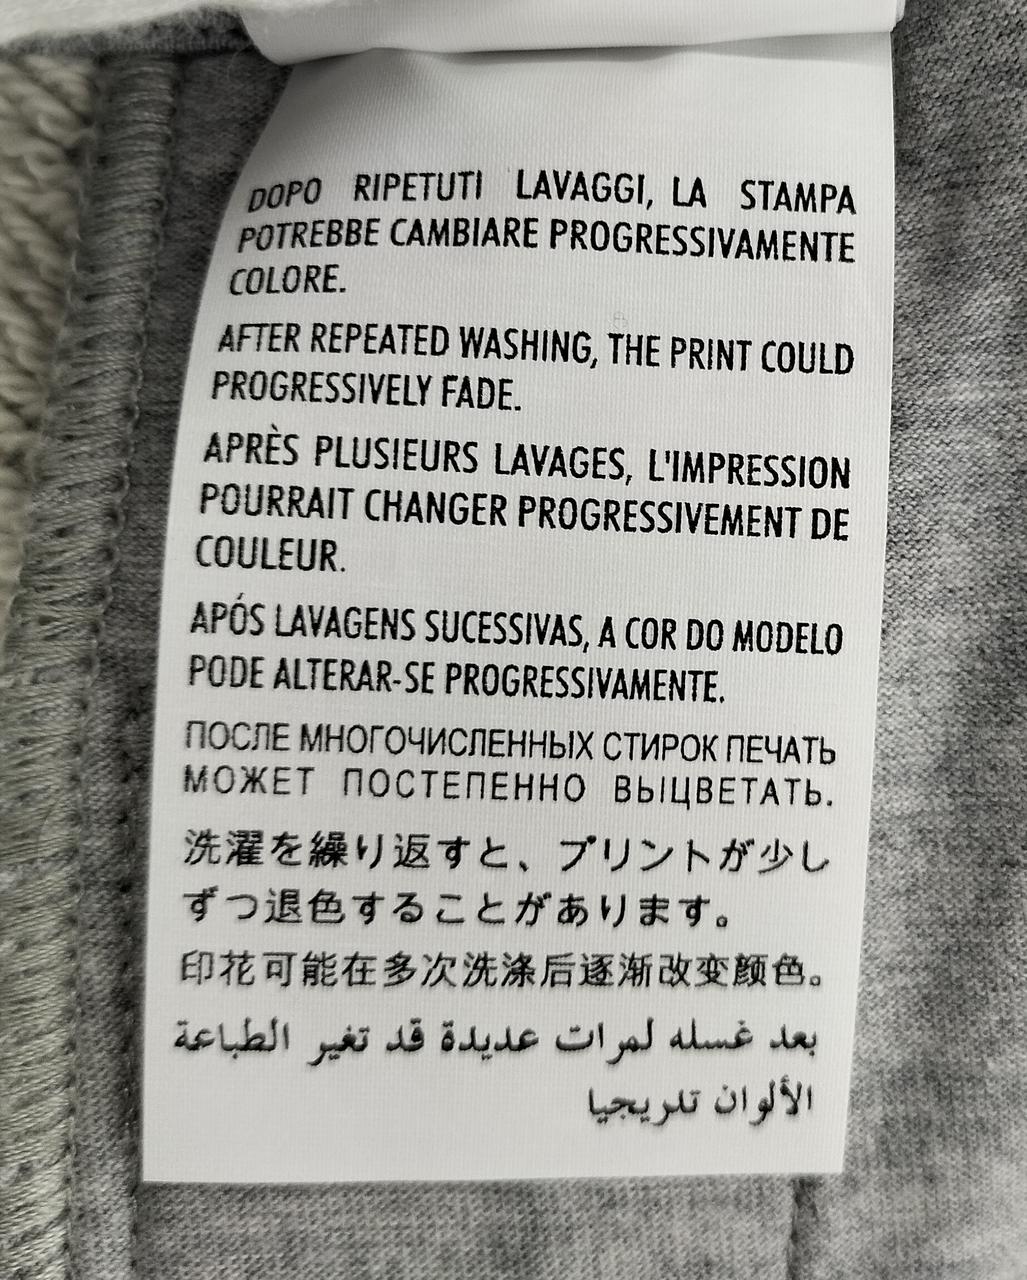 DOPO RIPETUTI LAVAGGI, LA STAMPA
POTREBBE CAMBIARE PROGRESSIVAMENTE
COLORE.
AFTER REPEATED WASHING, THE PRINT COULD
PROGRESSIVELY FADE.
APRÈS PLUSIEURS LAVAGES, L'IMPRESSION
POURRAIT CHANGER PROGRESSIVEMENT DE
COULEUR.
APÓS LAVAGENS SUCESSIVAS, A COR DO MODELO
PODE ALTERAR-SE PROGRESSIVAMENTE.
ПОСЛЕ МНОГОЧИСЛЕННЫХ СТИРОК ПЕЧАТЬ
МОЖЕТ ПОСТЕПЕННО ВЫЦВЕТАТЬ.
洗濯を繰り返すと、プリントが少し
ずつ退色することがあります。
印花可能在多次洗涤后逐渐改变颜色。
بعد غسله لمرات عديدة قد تغير الطباعة
الألوان تدريجيا